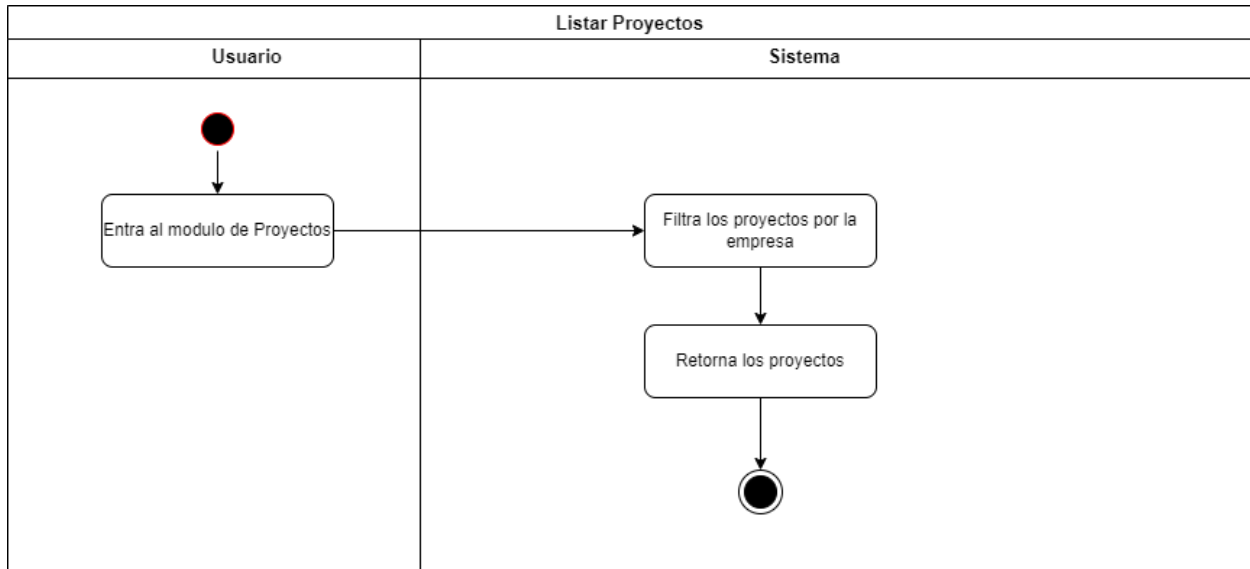 Listar Proyectos
Usuario
Sistema
Entra al modulo de Proyectos
Filtra los proyectos por la
empresa
Retorna los proyectos